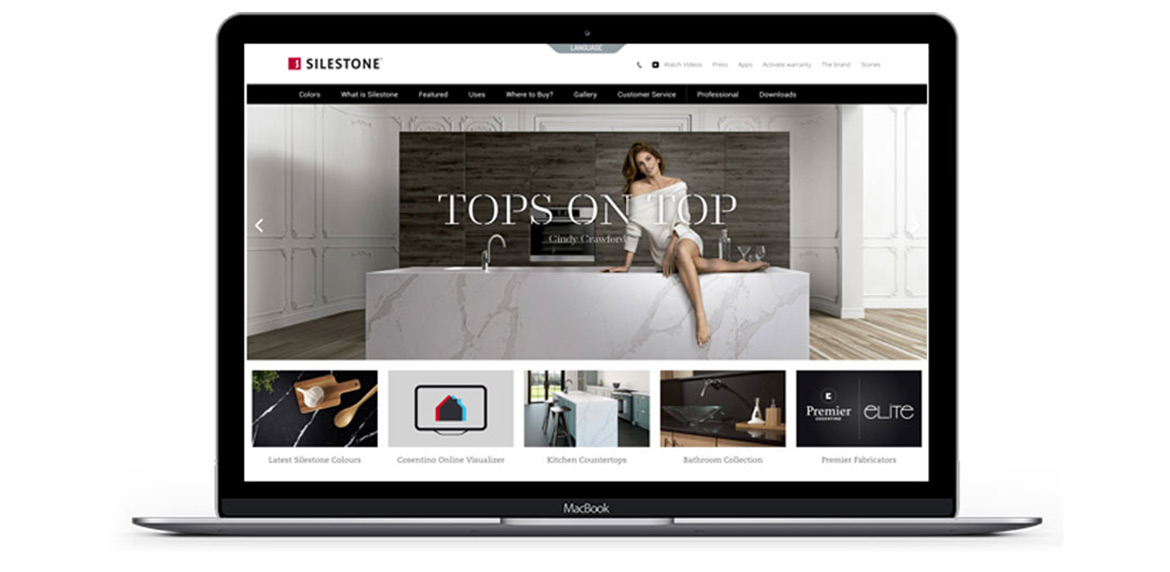 LANGUAGE
SILESTONE
Watch Videos Press Apps Activate warranty The brand Stories
Colors What is Silestone Featured Uses Where to Buy? Gallery Customer Service Professional Downloads
TOPS ON TOP
Cindy Crawford
Premier
COSENTINO
eLITe
Latest Silestone Colours
Cosentino Online Visualizer
Kitchen Countertops
Bathroom Collection
Premier Fabricators
MacBook